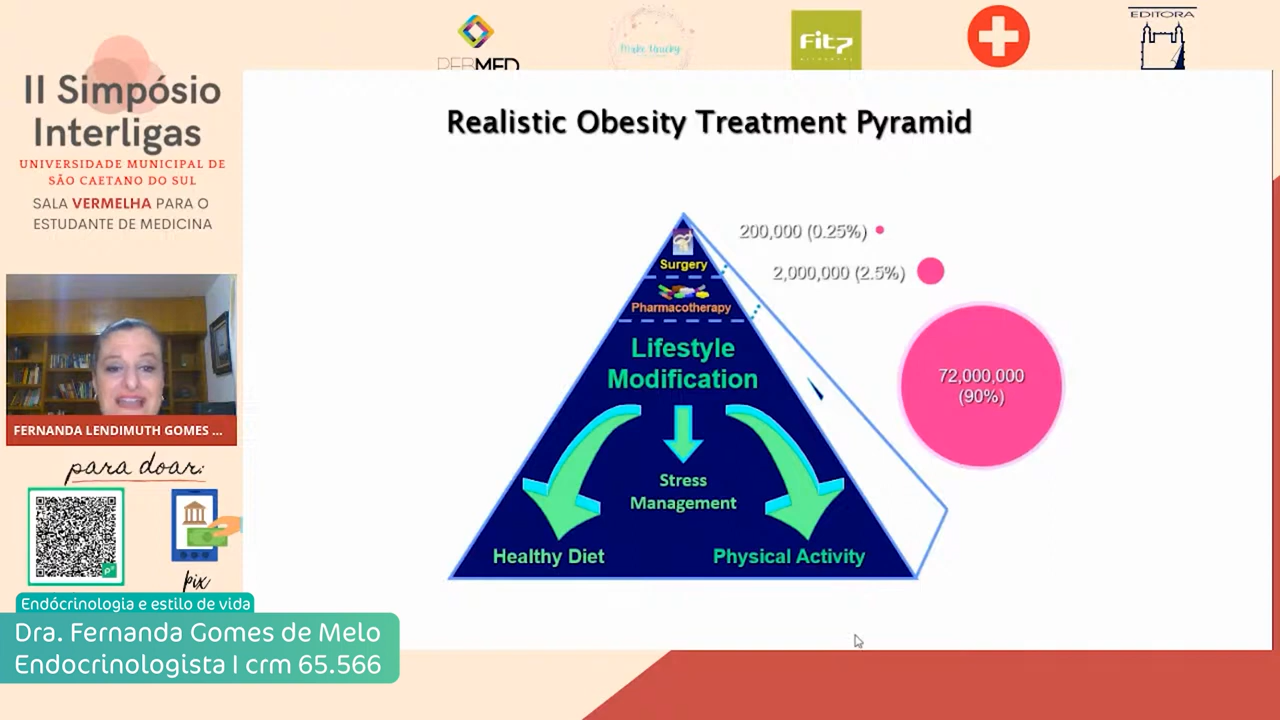 II Simpósio
Interligas
UNIVERSIDADE MUNICIPAL DE
SÃO CAETANO DO SUL
SALA VERMELHA PARA O
ESTUDANTE DE MEDICINA
FERNANDA LENDIMUTH GOMES ...
para doar:
pix
Endócrinologia e estilo de vida
Dra. Fernanda Gomes de Melo
Endocrinologista I crm 65.566
PEBMED
Fit7
EDITORA
Realistic Obesity Treatment Pyramid
200,000 (0.25%)
2,000,000 (2.5%)
72,000,000
(90%)
Surgery
Pharmacotherapy
Lifestyle
Modification
Stress
Management
Healthy Diet
Physical Activity